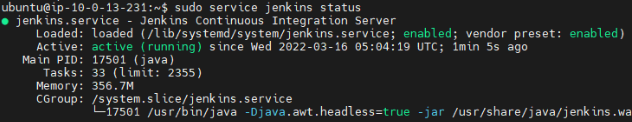 ubuntu@ip-10-0-13-231:~$ sudo service jenkins status
● jenkins.service - Jenkins Continuous Integration Server
     Loaded: loaded (/lib/systemd/system/jenkins.service; enabled; vendor preset: enabled)
     Active: active (running) since Wed 2022-03-16 05:04:19 UTC; 1min 5s ago
   Main PID: 17501 (java)
      Tasks: 33 (limit: 2355)
     Memory: 356.7M
     CGroup: /system.slice/jenkins.service
             └─17501 /usr/bin/java -Djava.awt.headless=true -jar /usr/share/java/jenkins.wa